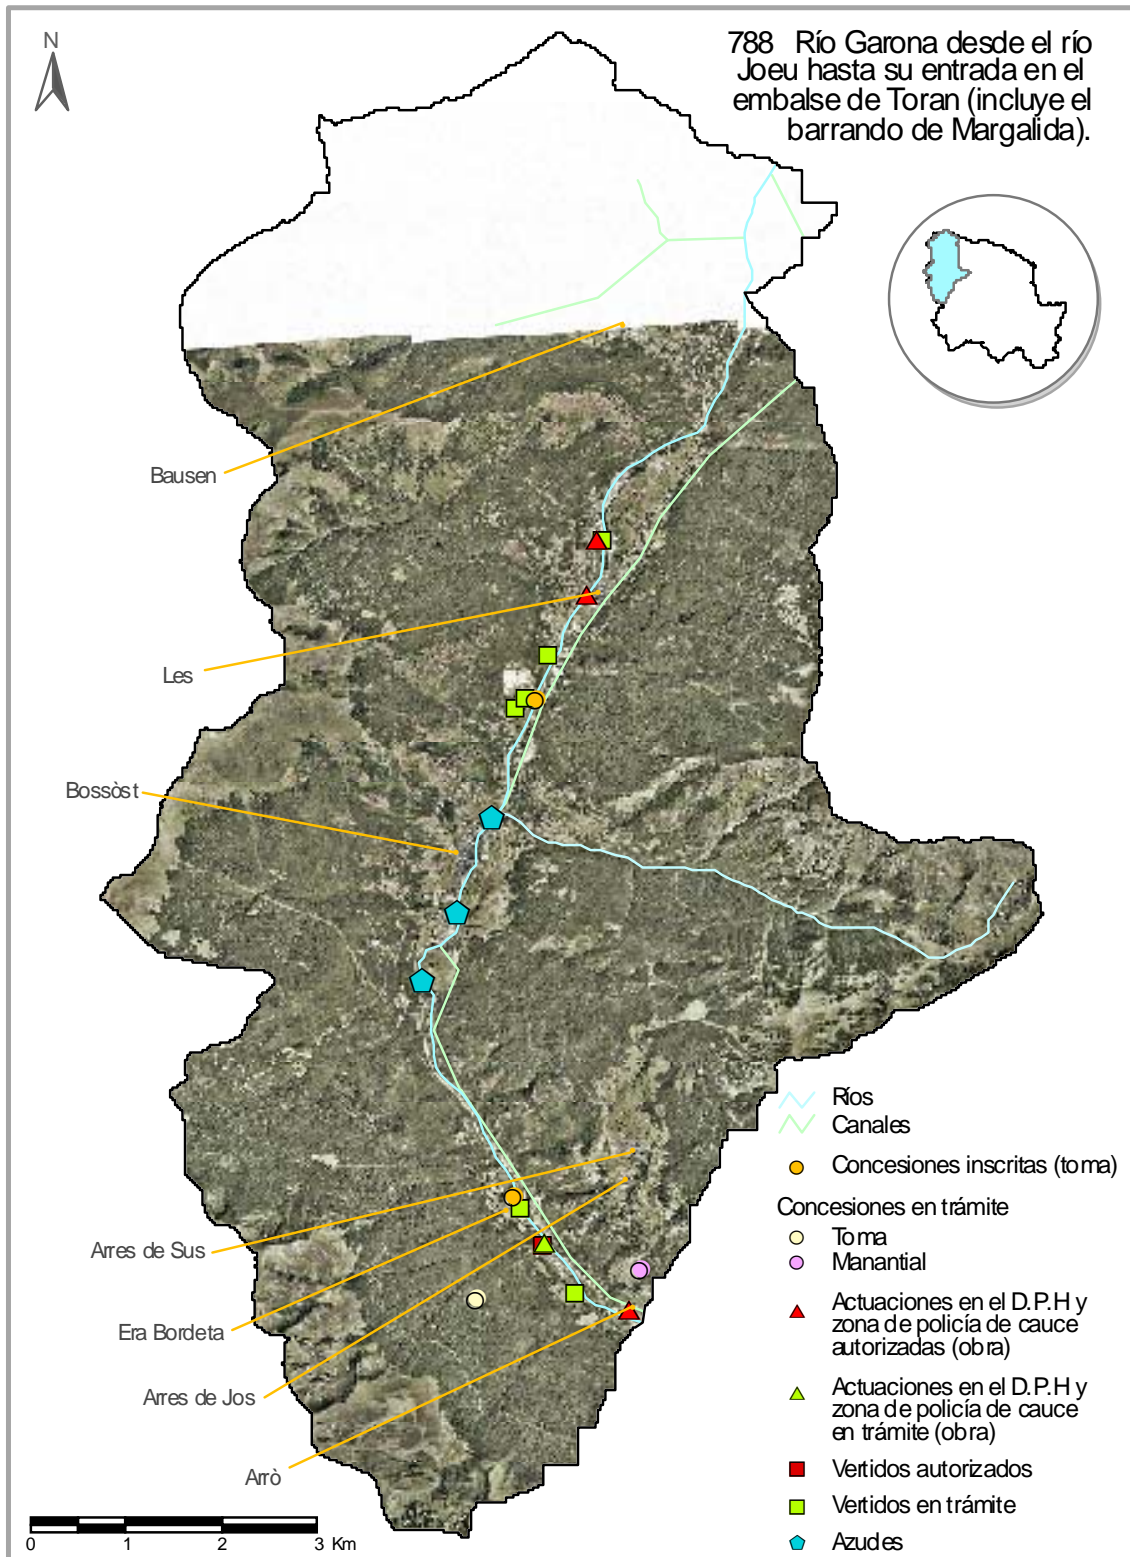 N
788 Río Garona desde el río
Joeu hasta su entrada en el
embalse de Toran (incluye el
barrando de Margalida).
Bausen
Les
Bossòst
Arres de Sus
Era Bordeta
Arres de Jos
Arrò
Ríos
Canales
Concesiones inscritas (toma)
Concesiones en trámite
Toma
Manantial
Actuaciones en el D.P.H y
zona de policía de cauce
autorizadas (obra)
Actuaciones en el D.P.H y
zona de policía de cauce
en trámite (obra)
Vertidos autorizados
Vertidos en trámite
Azudes
0 1 2 3 Km